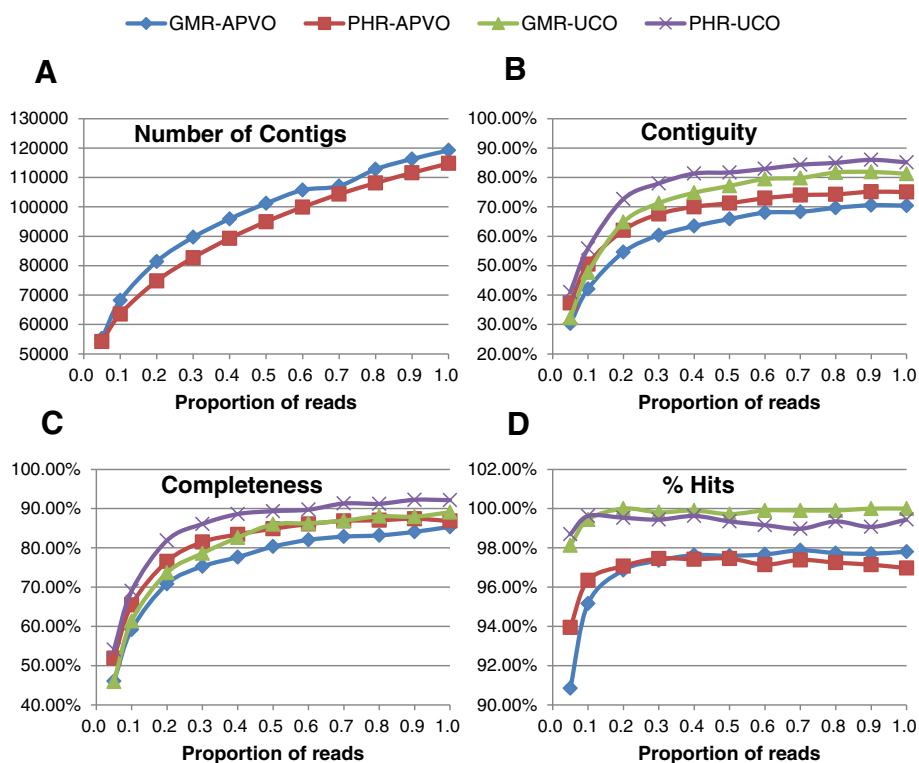 GMR-APVO PHR-APVO GMR-UCO PHR-UCO
A
Number of Contigs
130000
120000
110000
100000
90000
80000
70000
60000
50000
0.0 0.1 0.2 0.3 0.4 0.5 0.6 0.7 0.8 0.9 1.0
Proportion of reads
B
Contiguity
100.00%
90.00%
80.00%
70.00%
60.00%
50.00%
40.00%
30.00%
20.00%
0.0 0.1 0.2 0.3 0.4 0.5 0.6 0.7 0.8 0.9 1.0
Proportion of reads
C
Completeness
100.00%
90.00%
80.00%
70.00%
60.00%
50.00%
40.00%
0.0 0.1 0.2 0.3 0.4 0.5 0.6 0.7 0.8 0.9 1.0
Proportion of reads
D
% Hits
102.00%
100.00%
98.00%
96.00%
94.00%
92.00%
90.00%
0.0 0.1 0.2 0.3 0.4 0.5 0.6 0.7 0.8 0.9 1.0
Proportion of reads